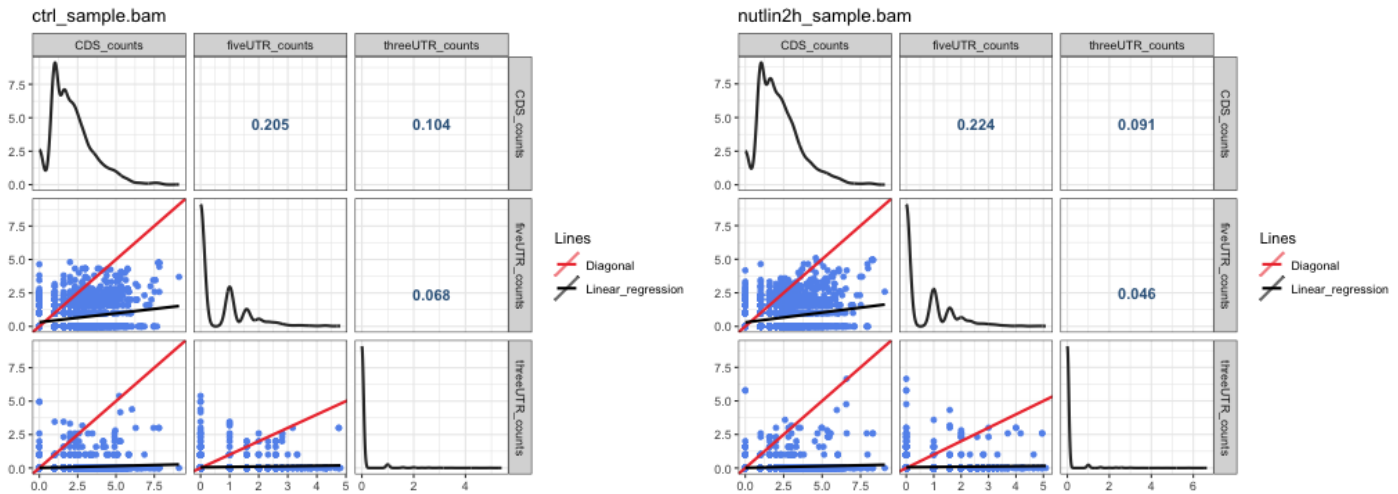 ctrl_sample.bam
CDS_counts fiveUTR_counts threeUTR_counts
7.5
5.0
2.5
0.0
0.205 0.104
CDS_counts
7.5
5.0
2.5
0.0
0.068
fiveUTR_counts
7.5
5.0
2.5
0.0
threeUTR_counts
0.0 2.5 5.0 7.5 0 1 2 3 4 5 0 2 4
Lines
Diagonal
Linear_regression
nutlin2h_sample.bam
CDS_counts fiveUTR_counts threeUTR_counts
7.5
5.0
2.5
0.0
0.224 0.091
CDS_counts
7.5
5.0
2.5
0.0
0.046
fiveUTR_counts
7.5
5.0
2.5
0.0
threeUTR_counts
0.0 2.5 5.0 7.5 0 1 2 3 4 5 0 2 4 6
Lines
Diagonal
Linear_regression